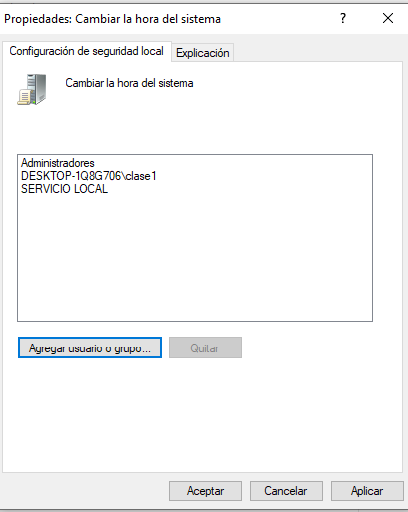 Propiedades: Cambiar la hora del sistema ?
Configuración de seguridad local Explicación
Cambiar la hora del sistema
Administradores
DESKTOP-1Q8G706\clase1
SERVICIO LOCAL
Agregar usuario o grupo... Quitar
Aceptar Cancelar Aplicar